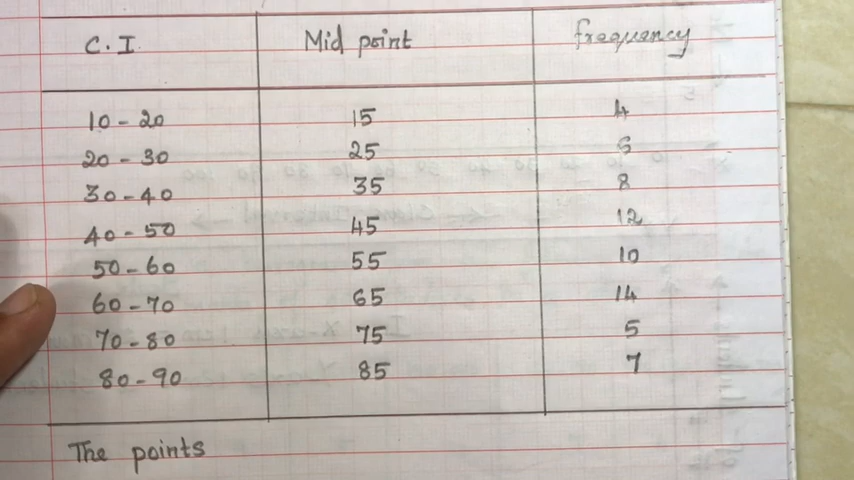 C.I. Mid point frequency
10 - 20 15 4
20 - 30 25
30 - 40 35 8
40 - 50 45 12
50 - 60 55 10
60 - 70 65 14
70 - 80 75 5
80 - 90 85 7
The points